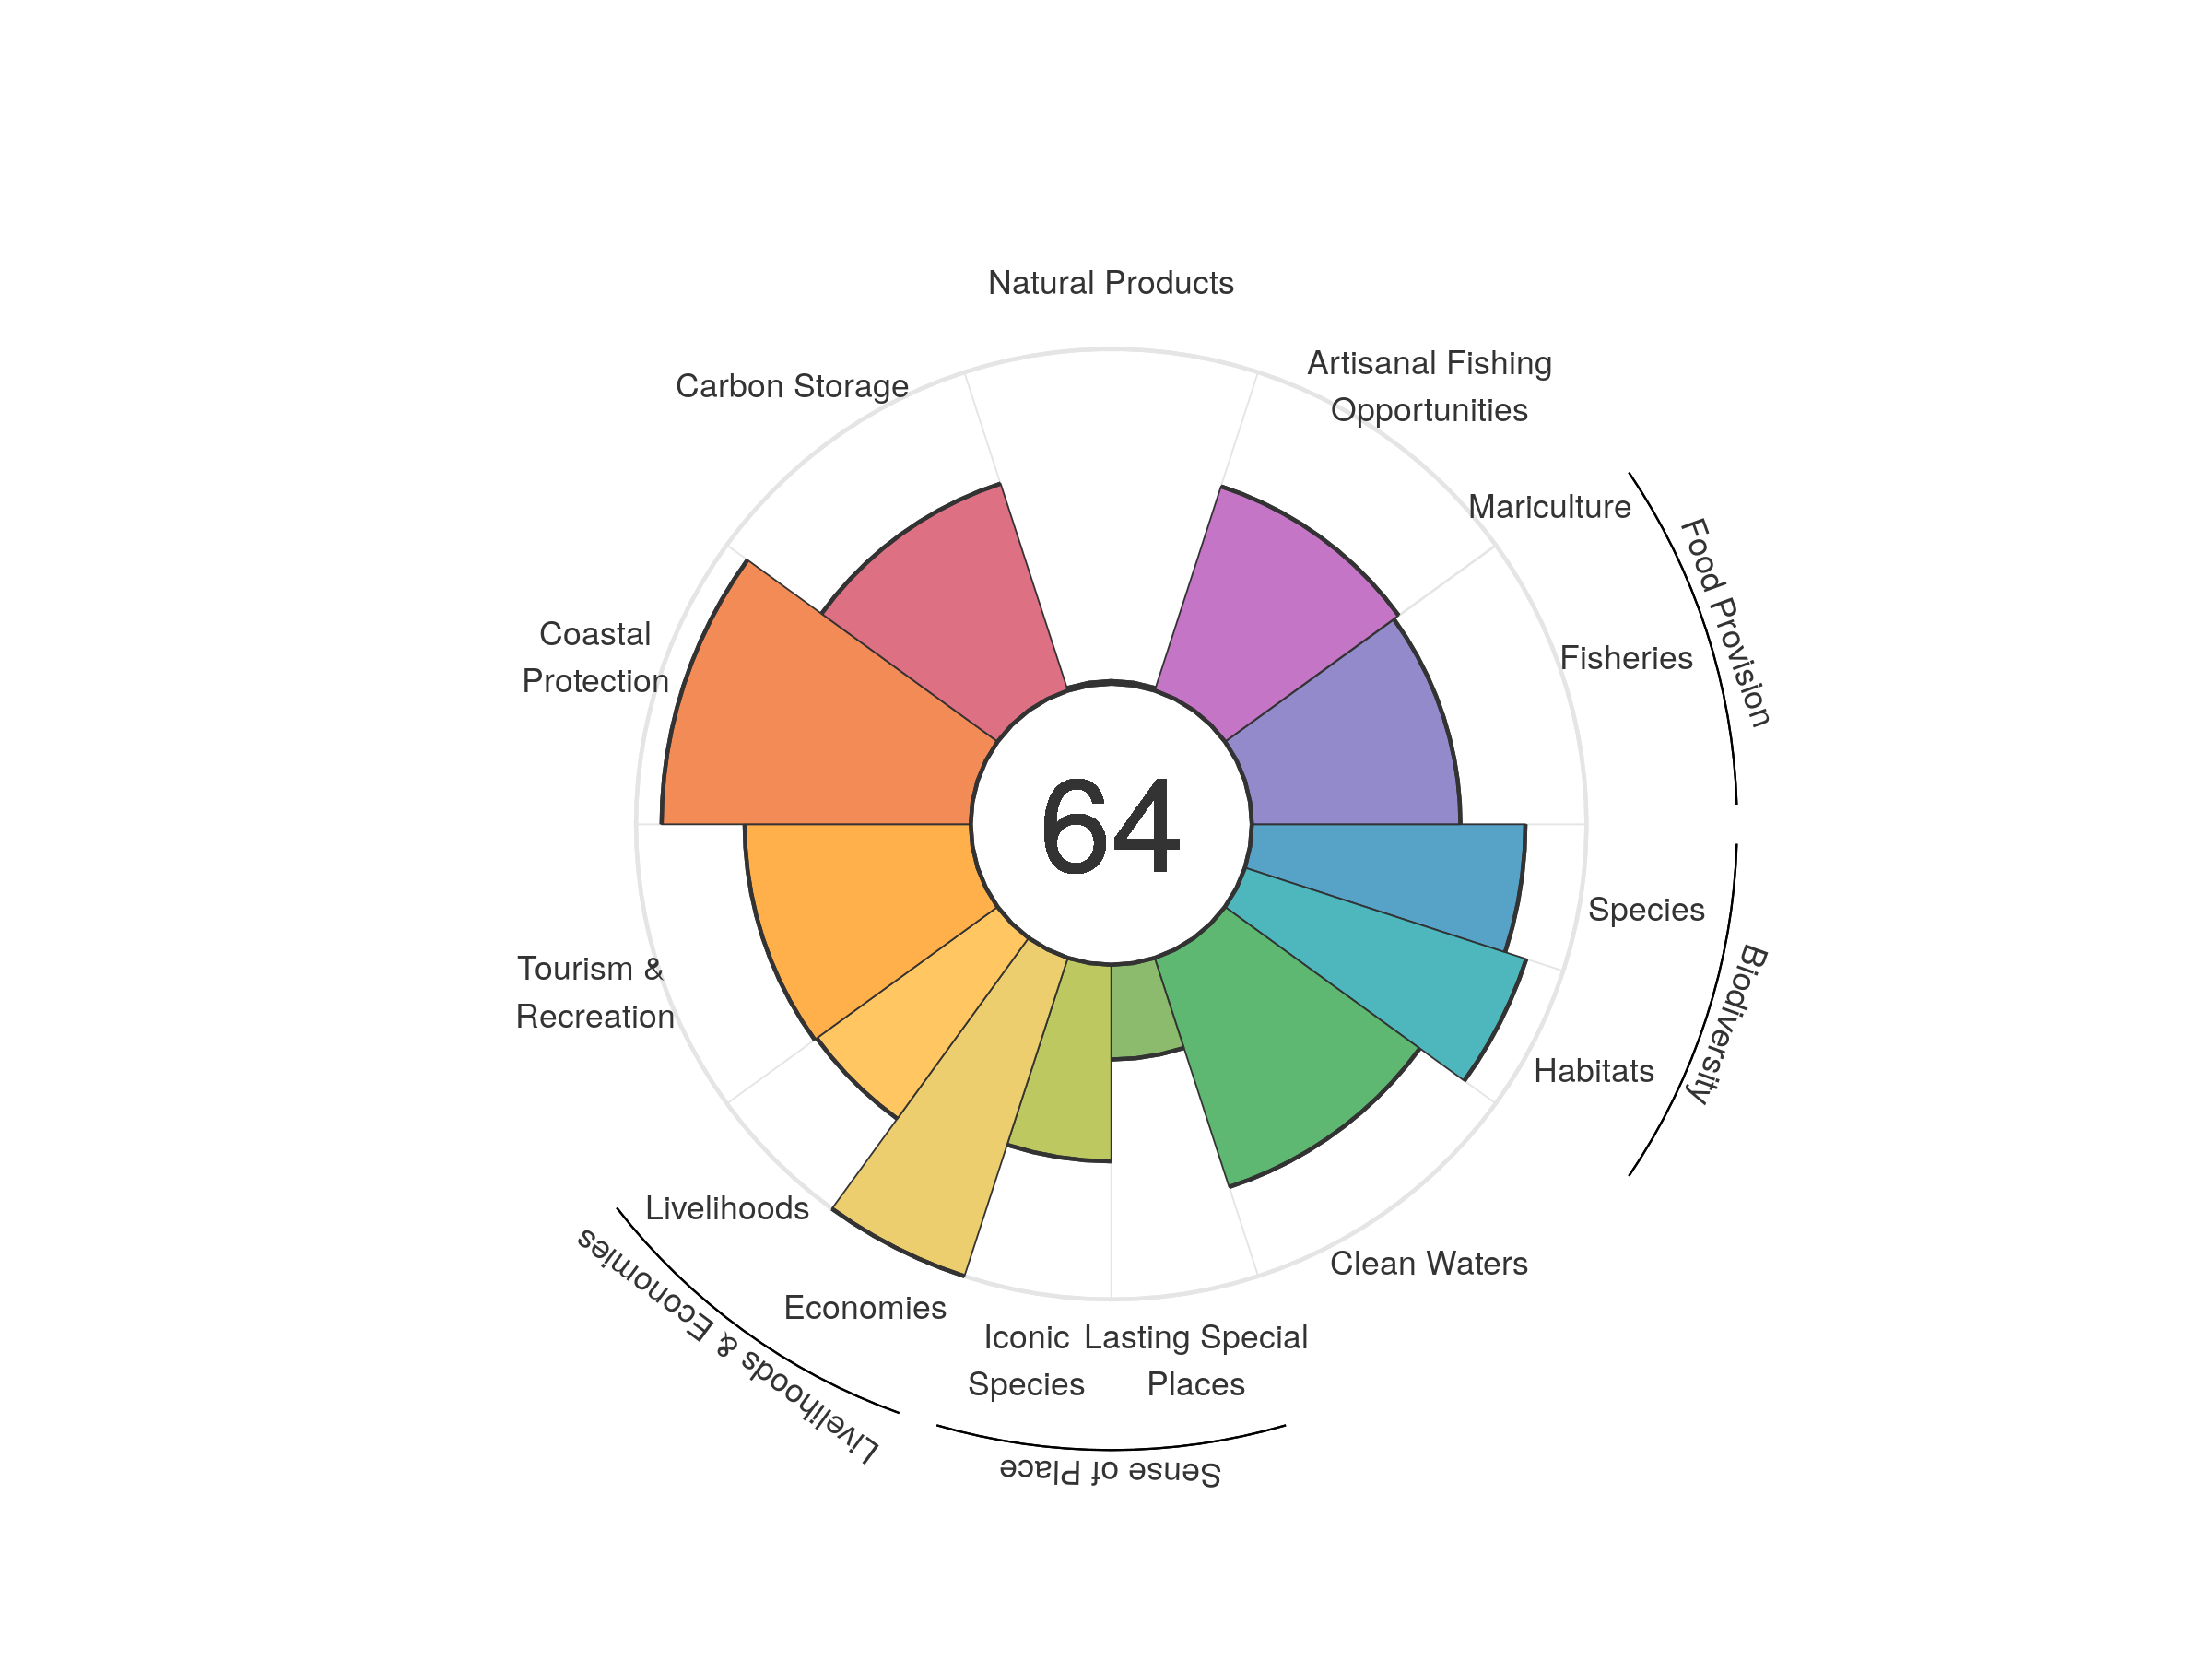 Natural Products
Artisanal Fishing
Opportunities
Carbon Storage
Mariculture
Food Provision
Coastal
Protection
Fisheries
64
Species
Biodiversity
Tourism &
Recreation
Habitats
Livelihoods
Clean Waters
Livelihoods & Economies
Economies
Iconic
Species
Lasting Special
Places
Sense of Place